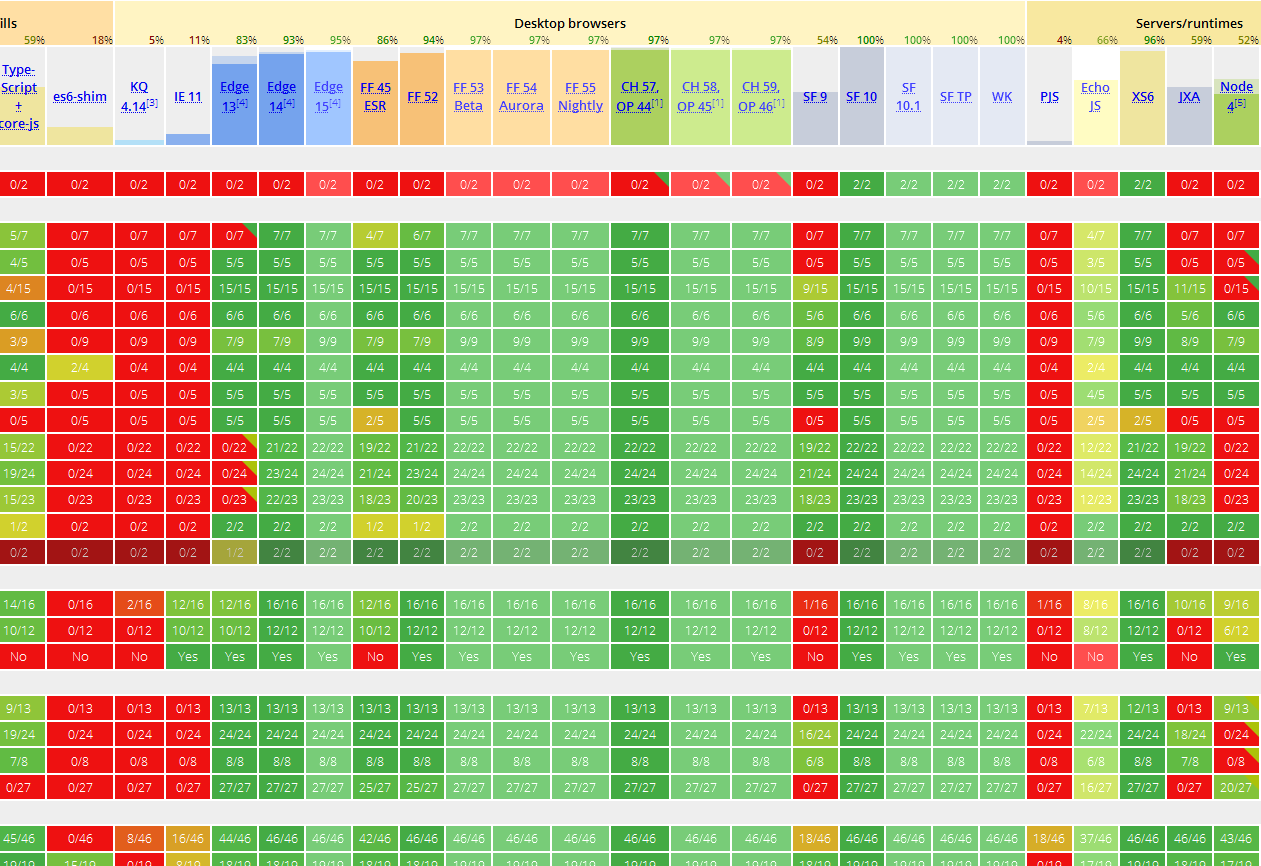 ills Desktop browsers Servers/runtimes
59% 18% 5% 11% 83% 93% 95% 86% 94% 97% 97% 97% 97% 97% 97% 54% 100% 100% 100% 100% 4% 66% 96% 59% 52%
Type-Script + core-js es6-shim KQ 4.14[3] IE 11 Edge 13[4] Edge 14[4] Edge 15[4] FF 45 ESR FF 52 FF 53 Beta FF 54 Aurora FF 55 Nightly CH 57, OP 44[1] CH 58, OP 45[1] CH 59, OP 46[1] SF 9 SF 10 SF 10.1 SF TP WK PJS Echo JS XS6 JXA Node 4[5]
0/2 0/2 0/2 0/2 0/2 0/2 0/2 0/2 0/2 0/2 0/2 0/2 0/2 0/2 0/2 0/2 2/2 2/2 2/2 2/2 0/2 0/2 2/2 0/2 0/2
5/7 0/7 0/7 0/7 0/7 7/7 7/7 4/7 6/7 7/7 7/7 7/7 7/7 7/7 7/7 0/7 7/7 7/7 7/7 7/7 0/7 4/7 7/7 0/7 0/7
4/5 0/5 0/5 0/5 5/5 5/5 5/5 5/5 5/5 5/5 5/5 5/5 5/5 5/5 5/5 0/5 5/5 5/5 5/5 5/5 0/5 3/5 5/5 0/5 0/5
4/15 0/15 0/15 0/15 15/15 15/15 15/15 15/15 15/15 15/15 15/15 15/15 15/15 15/15 15/15 9/15 15/15 15/15 15/15 15/15 0/15 10/15 15/15 11/15 0/15
6/6 0/6 0/6 0/6 6/6 6/6 6/6 6/6 6/6 6/6 6/6 6/6 6/6 6/6 6/6 5/6 6/6 6/6 6/6 6/6 0/6 5/6 6/6 5/6 6/6
3/9 0/9 0/9 0/9 7/9 7/9 9/9 7/9 7/9 9/9 9/9 9/9 9/9 9/9 9/9 8/9 9/9 9/9 9/9 9/9 0/9 7/9 9/9 8/9 7/9
4/4 2/4 0/4 0/4 4/4 4/4 4/4 4/4 4/4 4/4 4/4 4/4 4/4 4/4 4/4 4/4 4/4 4/4 4/4 4/4 0/4 2/4 4/4 4/4 4/4
3/5 0/5 0/5 0/5 5/5 5/5 5/5 5/5 5/5 5/5 5/5 5/5 5/5 5/5 5/5 5/5 5/5 5/5 5/5 5/5 0/5 4/5 5/5 5/5 5/5
0/5 0/5 0/5 0/5 5/5 5/5 5/5 2/5 5/5 5/5 5/5 5/5 5/5 5/5 5/5 0/5 5/5 5/5 5/5 5/5 0/5 2/5 2/5 0/5 0/5
15/22 0/22 0/22 0/22 0/22 21/22 22/22 19/22 21/22 22/22 22/22 22/22 22/22 22/22 22/22 19/22 22/22 22/22 22/22 22/22 0/22 12/22 21/22 19/22 0/22
19/24 0/24 0/24 0/24 0/24 23/24 24/24 21/24 23/24 24/24 24/24 24/24 24/24 24/24 24/24 21/24 24/24 24/24 24/24 24/24 0/24 14/24 24/24 21/24 0/24
15/23 0/23 0/23 0/23 0/23 22/23 23/23 18/23 20/23 23/23 23/23 23/23 23/23 23/23 23/23 18/23 23/23 23/23 23/23 23/23 0/23 12/23 23/23 18/23 0/23
1/2 0/2 0/2 0/2 2/2 2/2 2/2 1/2 1/2 2/2 2/2 2/2 2/2 2/2 2/2 2/2 2/2 2/2 2/2 2/2 0/2 2/2 2/2 2/2 2/2
0/2 0/2 0/2 0/2 1/2 2/2 2/2 2/2 2/2 2/2 2/2 2/2 2/2 2/2 2/2 0/2 2/2 2/2 2/2 2/2 0/2 2/2 2/2 0/2 0/2
14/16 0/16 2/16 12/16 12/16 16/16 16/16 12/16 16/16 16/16 16/16 16/16 16/16 16/16 16/16 1/16 16/16 16/16 16/16 16/16 1/16 8/16 16/16 10/16 9/16
10/12 0/12 0/12 10/12 10/12 12/12 12/12 10/12 12/12 12/12 12/12 12/12 12/12 12/12 12/12 0/12 12/12 12/12 12/12 12/12 0/12 8/12 12/12 0/12 6/12
No No No Yes Yes Yes Yes No Yes Yes Yes Yes Yes Yes Yes No Yes Yes Yes Yes No No Yes No Yes
9/13 0/13 0/13 0/13 13/13 13/13 13/13 13/13 13/13 13/13 13/13 13/13 13/13 13/13 13/13 0/13 13/13 13/13 13/13 13/13 0/13 7/13 12/13 0/13 9/13
19/24 0/24 0/24 0/24 24/24 24/24 24/24 24/24 24/24 24/24 24/24 24/24 24/24 24/24 24/24 16/24 24/24 24/24 24/24 24/24 0/24 22/24 24/24 18/24 0/24
7/8 0/8 0/8 0/8 8/8 8/8 8/8 8/8 8/8 8/8 8/8 8/8 8/8 8/8 8/8 6/8 8/8 8/8 8/8 8/8 0/8 6/8 8/8 7/8 0/8
0/27 0/27 0/27 0/27 27/27 27/27 27/27 25/27 25/27 27/27 27/27 27/27 27/27 27/27 27/27 0/27 27/27 27/27 27/27 27/27 0/27 16/27 27/27 0/27 20/27
45/46 0/46 8/46 16/46 44/46 46/46 46/46 42/46 46/46 46/46 46/46 46/46 46/46 46/46 46/46 18/46 46/46 46/46 46/46 46/46 18/46 37/46 46/46 46/46 43/46